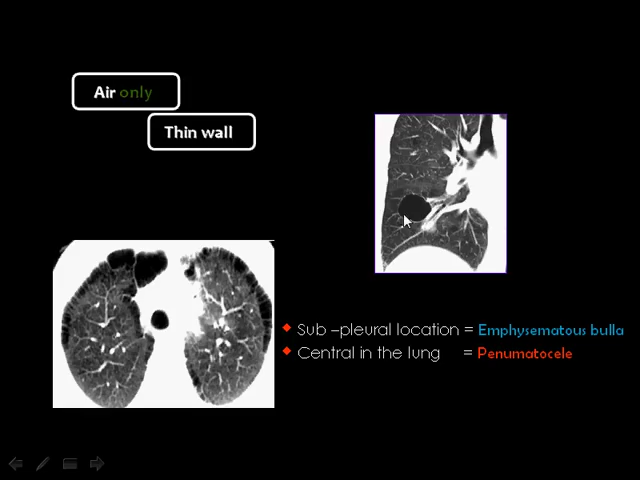 Air only
Thin wall
Sub –pleural location = Emphysematous bulla
Central in the lung = Penumatocele